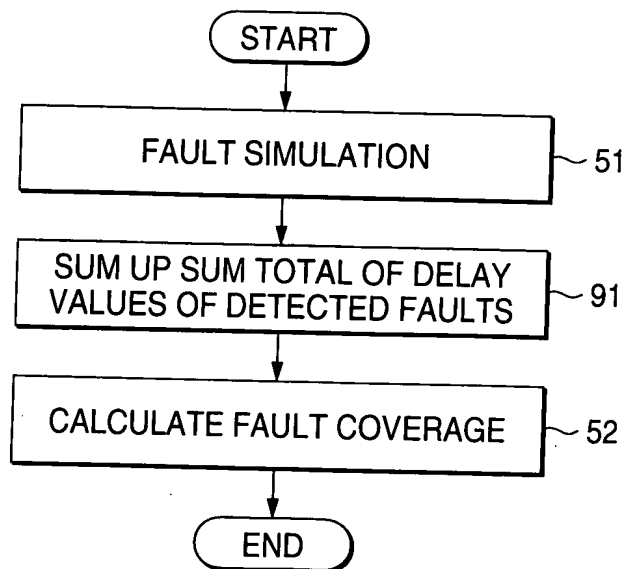 START
FAULT SIMULATION
51
SUM UP SUM TOTAL OF DELAY
VALUES OF DETECTED FAULTS
91
CALCULATE FAULT COVERAGE
52
END